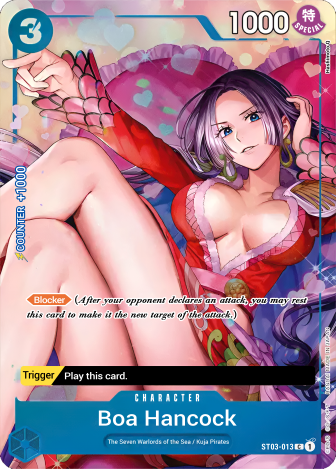 3
1000
特
SPECIAL
COUNTER +1000
Blocker (After your opponent declares an attack, you may rest
this card to make it the new target of the attack.)
Trigger Play this card.
CHARACTER
Boa Hancock
The Seven Warlords of the Sea / Kuja Pirates
ST03-013 C 1